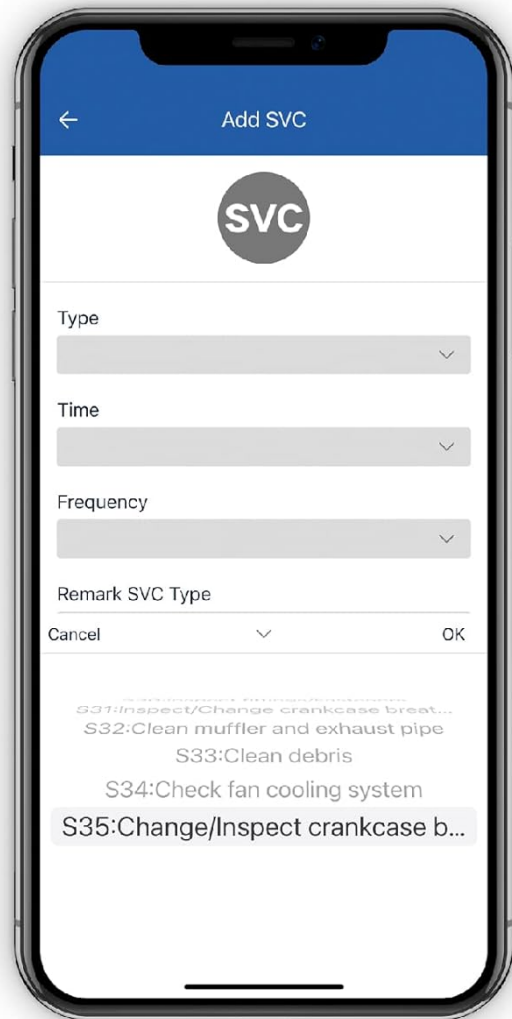 Add SVC
SVC
Type
Time
Frequency
Remark SVC Type
Cancel
OK
S31:Inspect/Change crankcase breat...
S32:Clean muffler and exhaust pipe
S33:Clean debris
S34:Check fan cooling system
S35:Change/Inspect crankcase b...